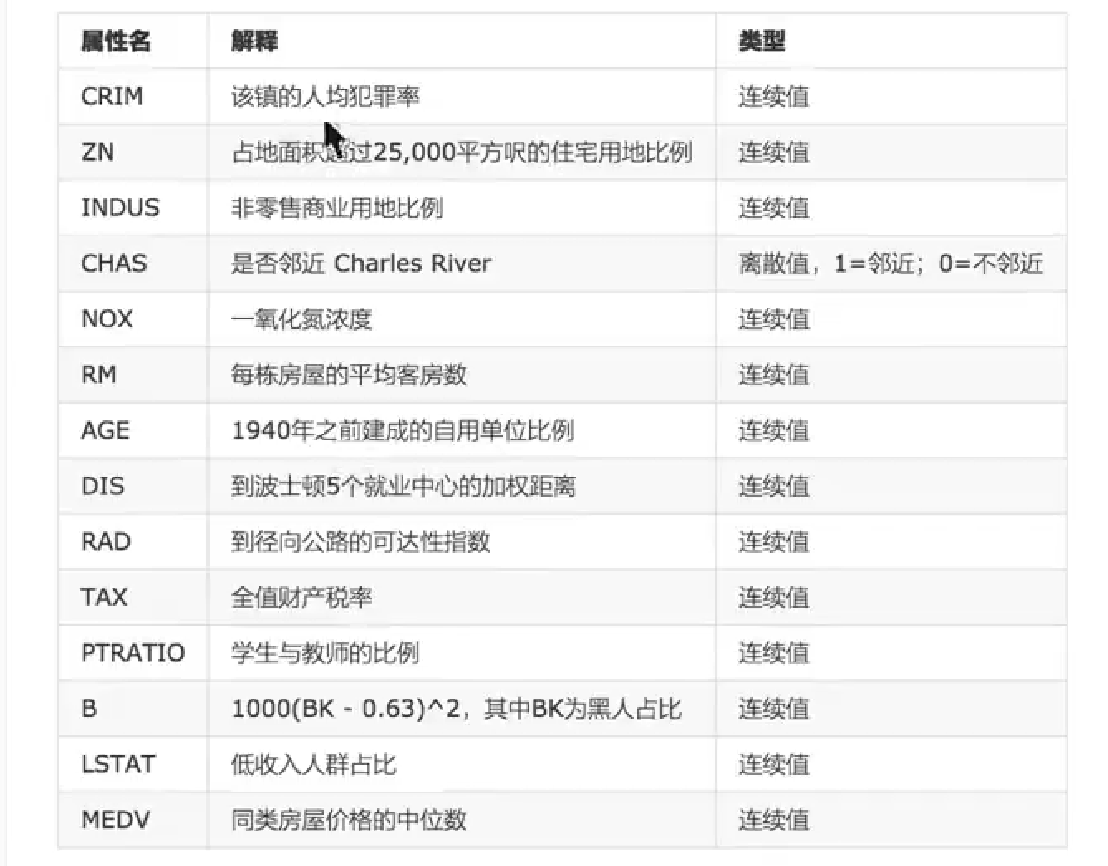 属性名 解释 类型
CRIM 该镇的人均犯罪率 连续值
ZN 占地面积超过25,000平方呎的住宅用地比例 连续值
INDUS 非零售商业用地比例 连续值
CHAS 是否邻近 Charles River 离散值，1=邻近；0=不邻近
NOX 一氧化氮浓度 连续值
RM 每栋房屋的平均客房数 连续值
AGE 1940年之前建成的自用单位比例 连续值
DIS 到波士顿5个就业中心的加权距离 连续值
RAD 到径向公路的可达性指数 连续值
TAX 全值财产税率 连续值
PTRATIO 学生与教师的比例 连续值
B 1000(BK - 0.63)^2，其中BK为黑人占比 连续值
LSTAT 低收入人群占比 连续值
MEDV 同类房屋价格的中位数 连续值